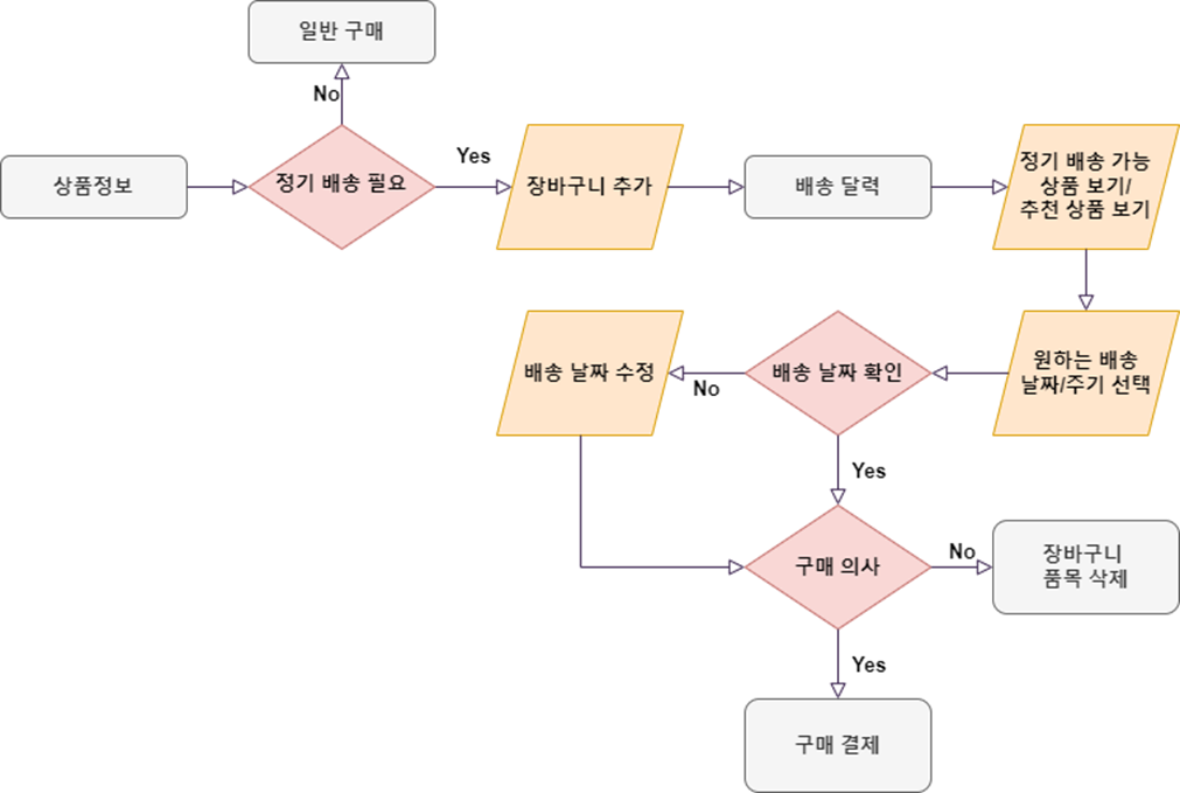 일반 구매
No
상품정보
정기 배송 필요
Yes
장바구니 추가
배송 달력
정기 배송 가능
상품 보기/
추천 상품 보기
원하는 배송
날짜/주기 선택
배송 날짜 확인
No
배송 날짜 수정
Yes
구매 의사
No
장바구니
품목 삭제
Yes
구매 결제